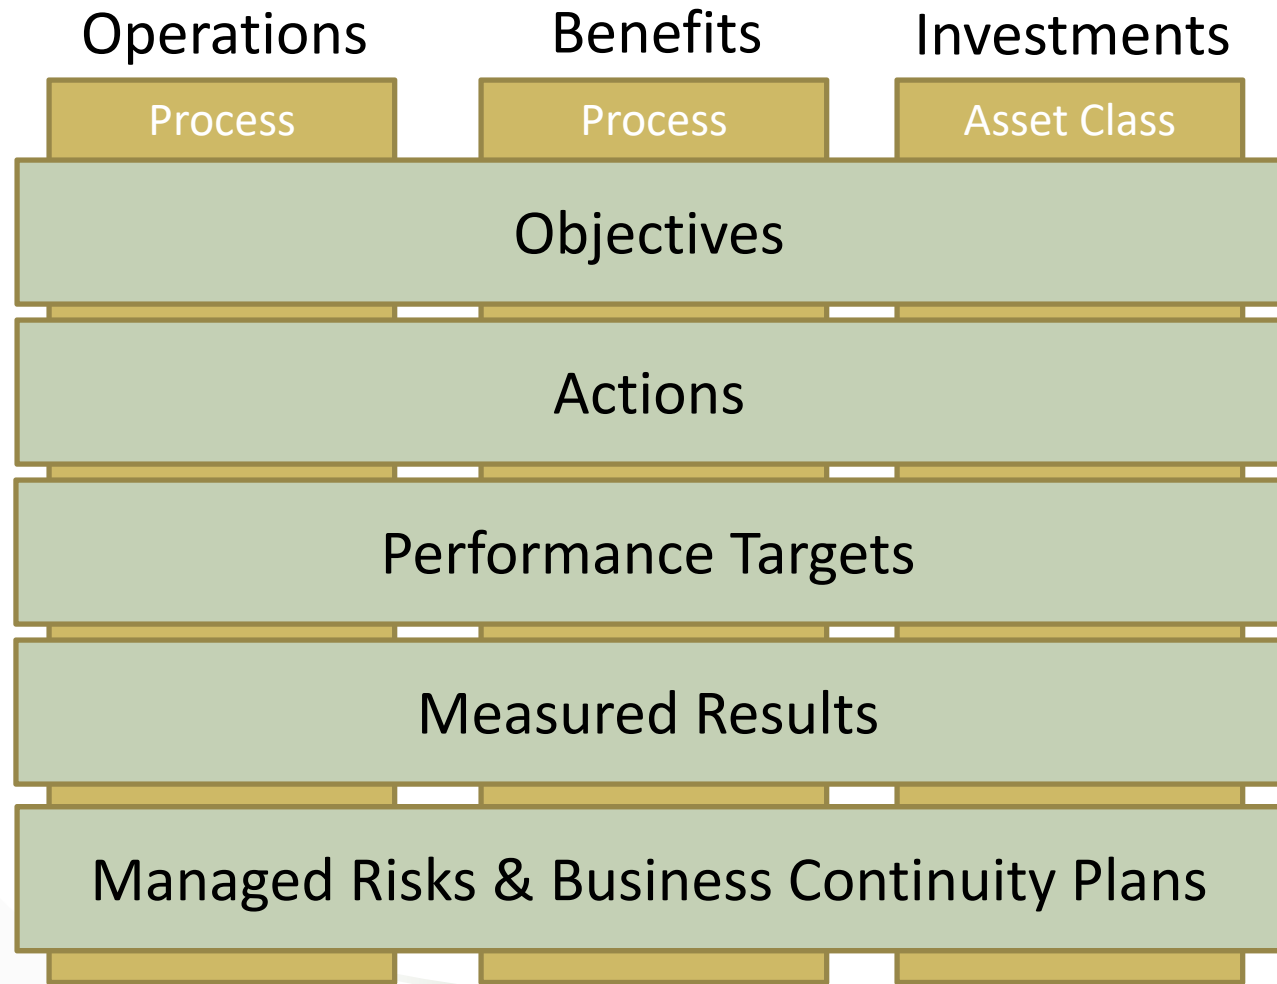 Operations Benefits Investments
Process Process Asset Class
Objectives
Actions
Performance Targets
Measured Results
Managed Risks & Business Continuity Plans